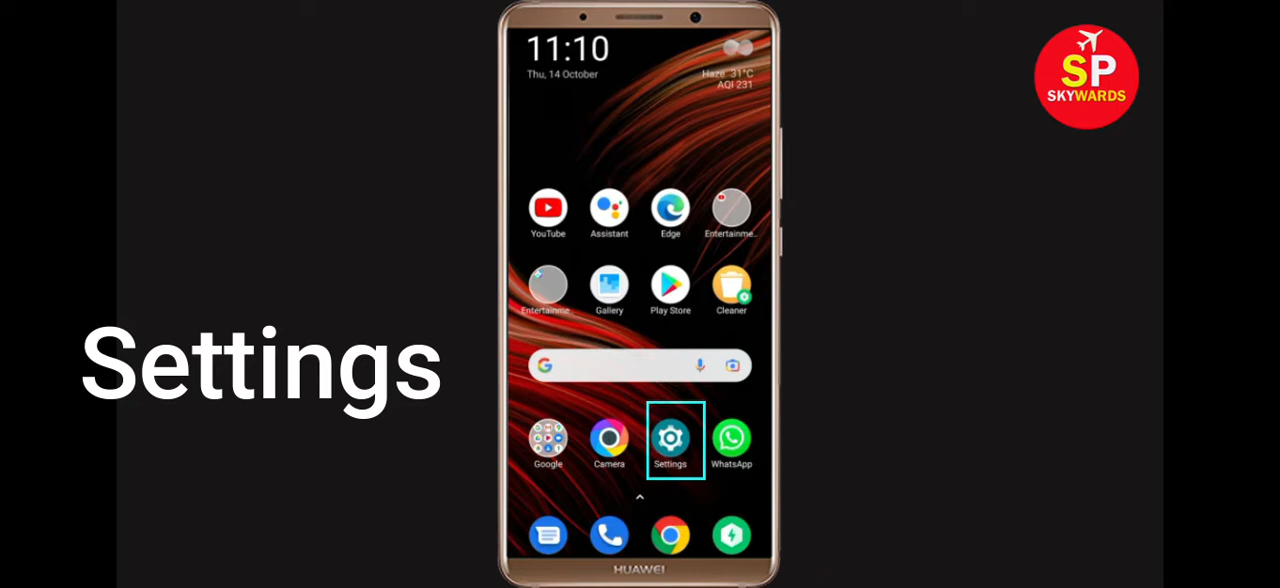 11:10
Thu, 14 October
Haze 31°C
AQI 231
SP
SKYWARDS
YouTube
Assistant
Edge
Entertainme..
Entertainme..
Gallery
Play Store
Cleaner
G
Settings
Google
Camera
Settings
WhatsApp
HUAWEI